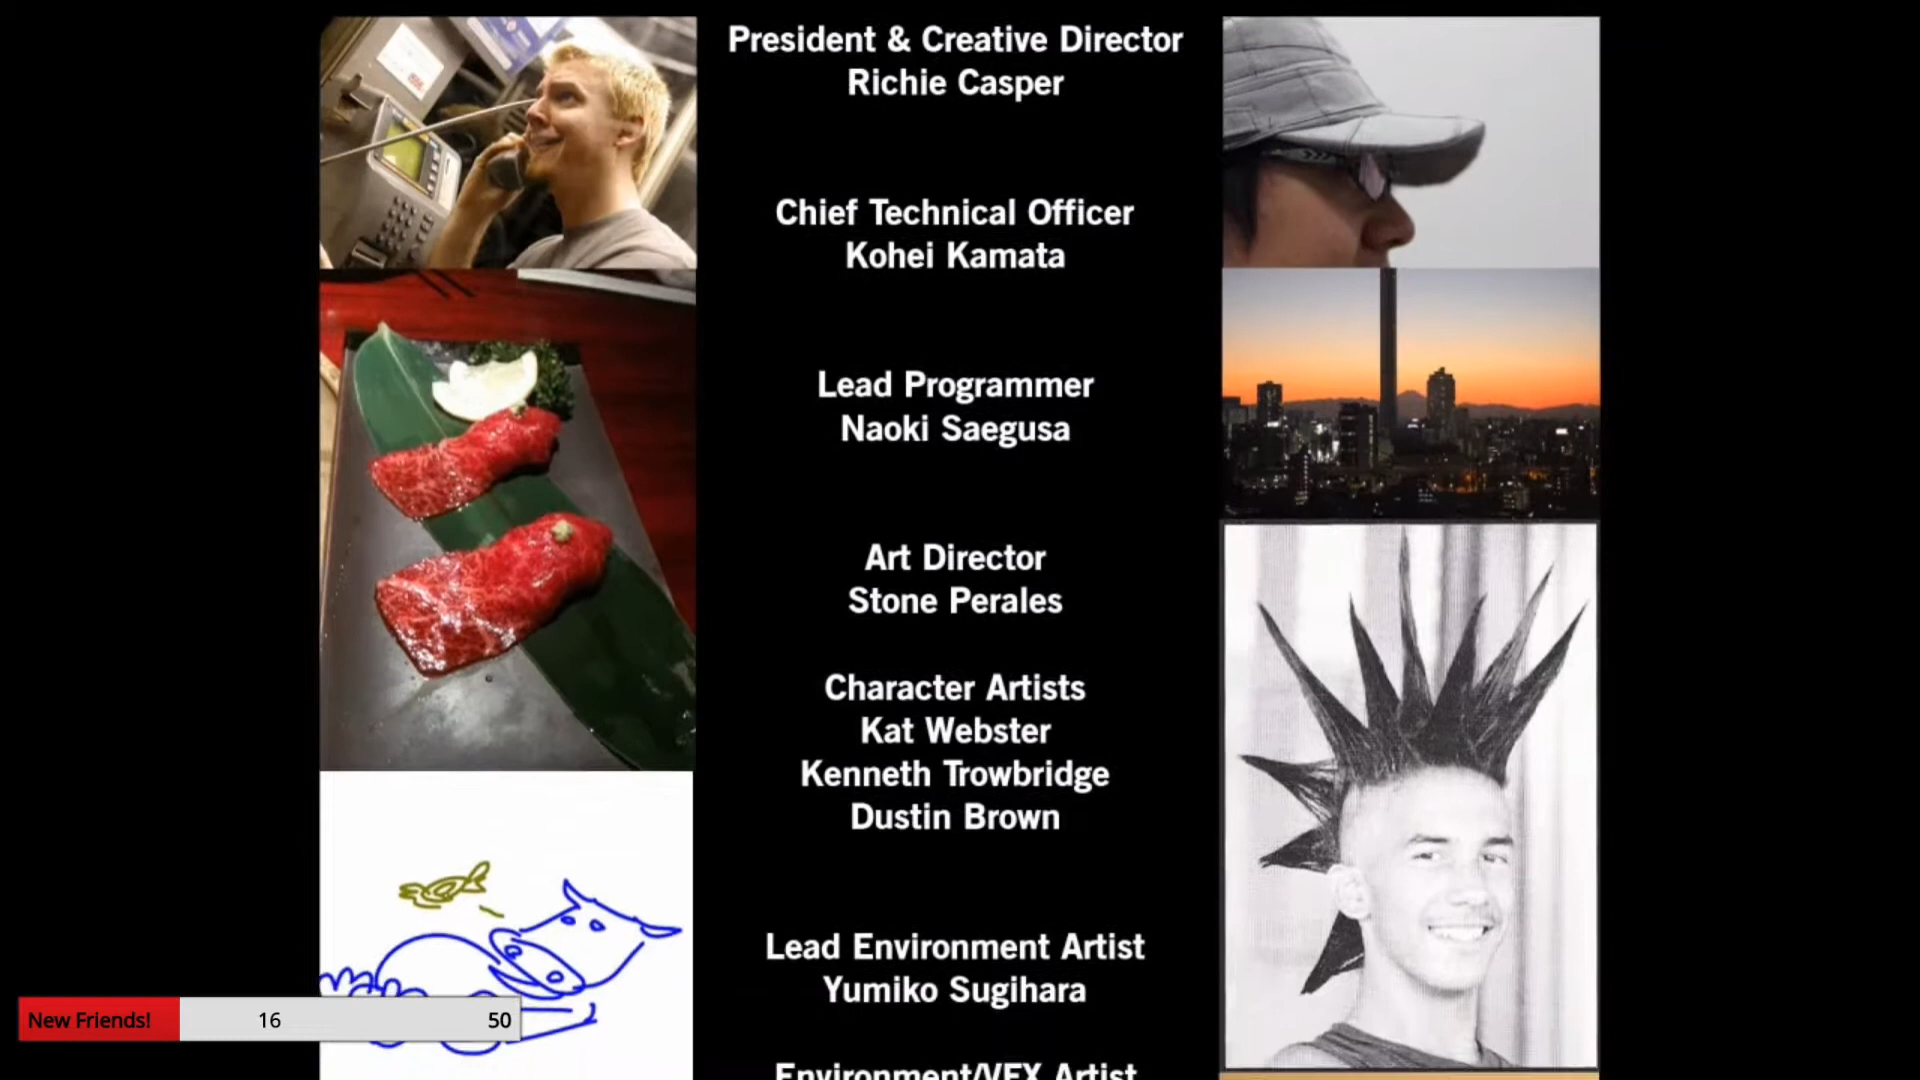 President & Creative Director
Richie Casper
Chief Technical Officer
Kohei Kamata
Lead Programmer
Naoki Saegusa
Art Director
Stone Perales
Character Artists
Kat Webster
Kenneth Trowbridge
Dustin Brown
Lead Environment Artist
Yumiko Sugihara
Environment/VFX Artist
New Friends! 16 50